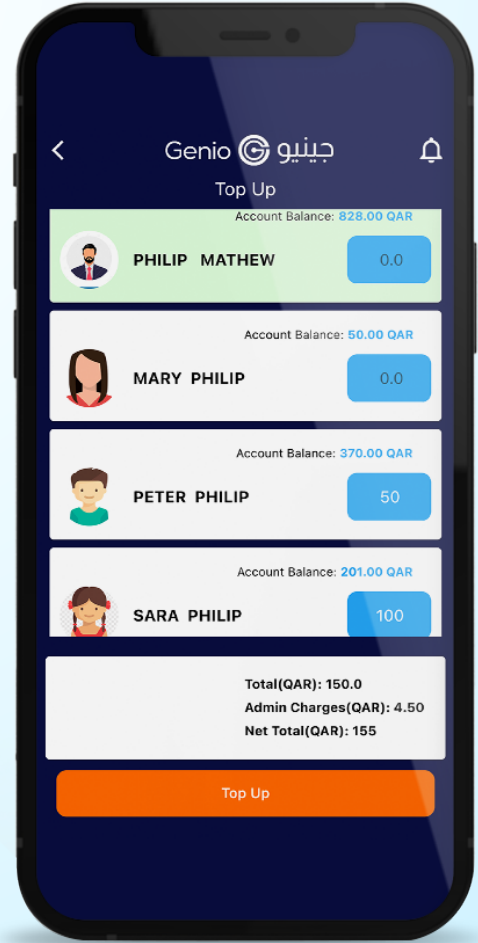 Genio G جينيو
Top Up
Account Balance: 828.00 QAR
PHILIP MATHEW
0.0
Account Balance: 50.00 QAR
MARY PHILIP
0.0
Account Balance: 370.00 QAR
PETER PHILIP
50
Account Balance: 201.00 QAR
SARA PHILIP
100
Total(QAR): 150.0
Admin Charges(QAR): 4.50
Net Total(QAR): 155
Top Up